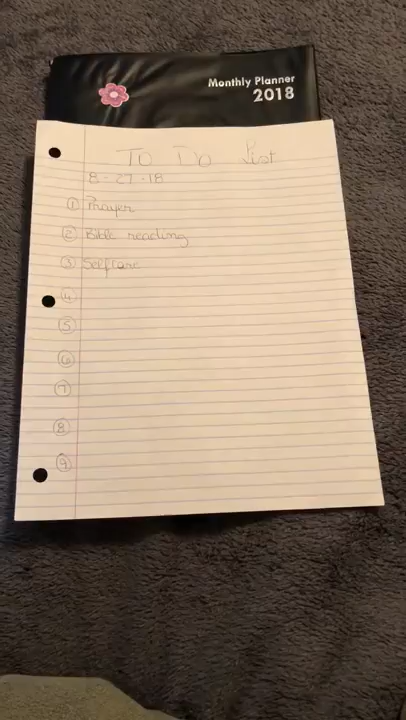 Monthly Planner
2018
To Do List
8-27-18
① Prayer
② Bible reading
③ Selfcare
④
⑤
⑥
⑦
⑧
⑨